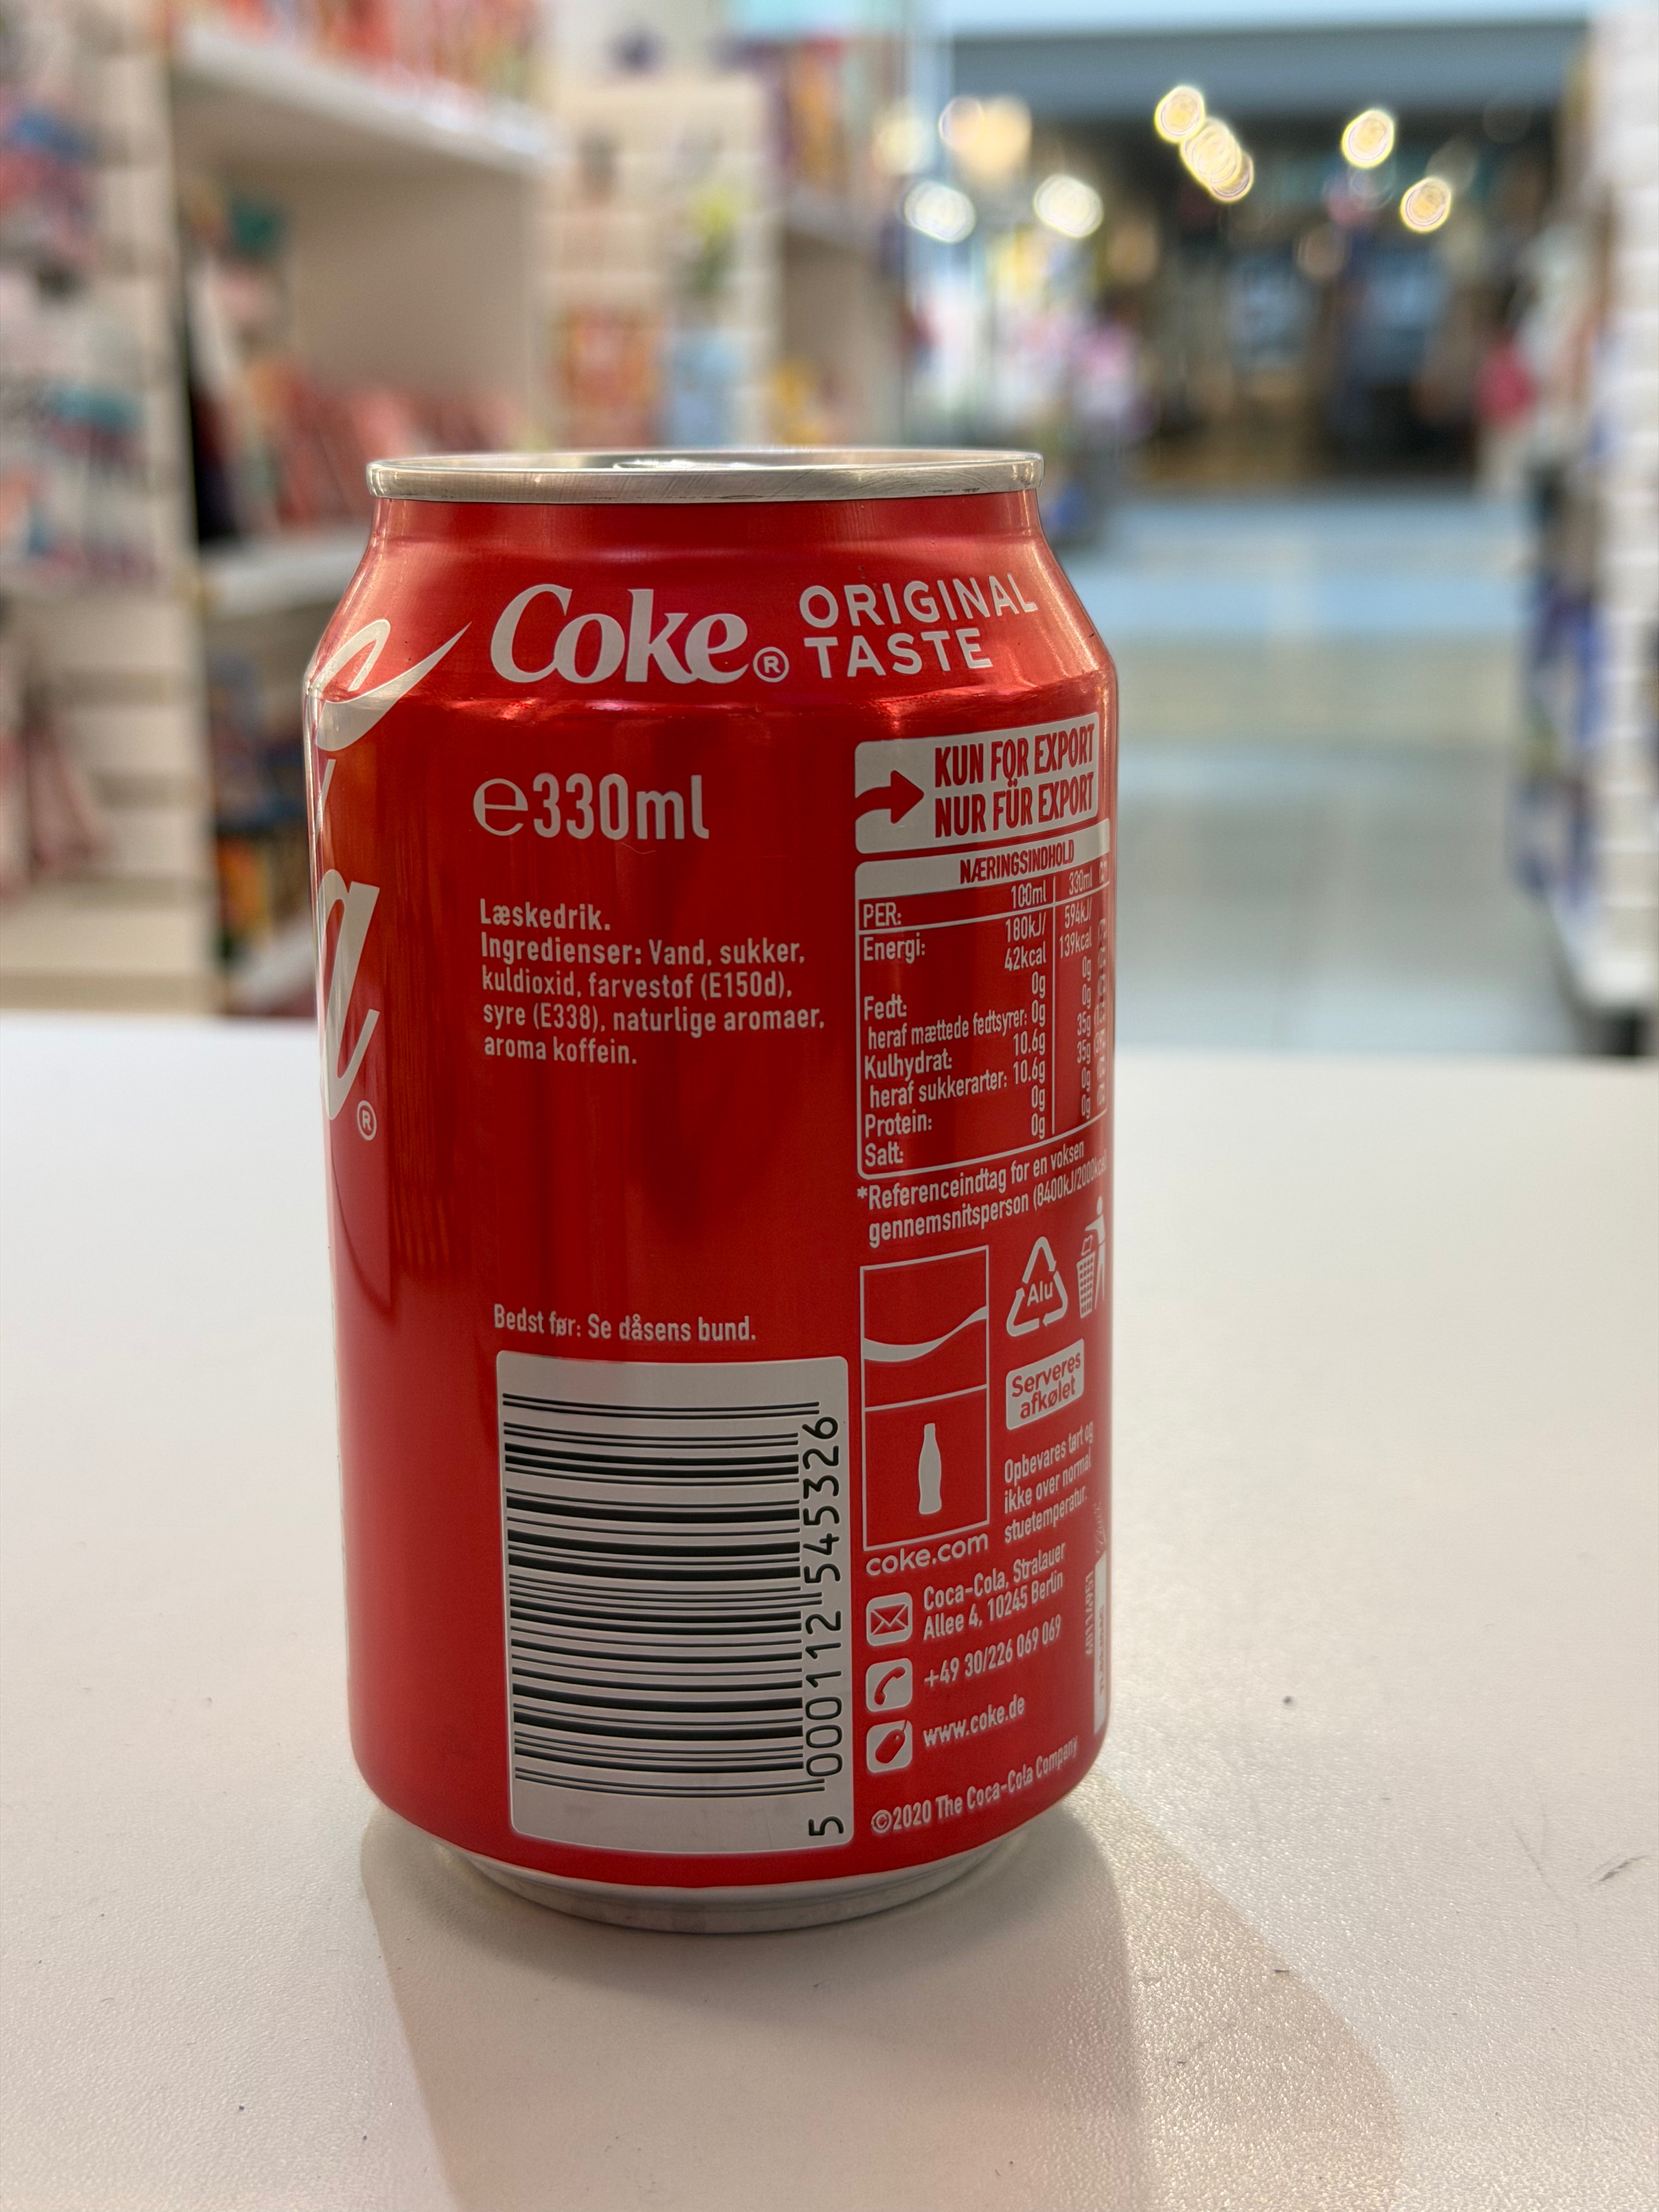 Coke® ORIGINAL
TASTE
a®
e330ml
Læskedrik.
Ingredienser: Vand, sukker,
kuldioxid, farvestof (E150d),
syre (E338), naturlige aromaer,
aroma koffein.
Bedst før: Se dåsens bund.
5 000112 545326
KUN FOR EXPORT
NUR FÜR EXPORT
NÆRINGSINDHOLD
PER: 100ml 330ml
Energi: 180kJ/ 594kJ/
42kcal 139kcal
Fedt: 0g 0g
heraf mættede fedtsyrer: 0g 0g
Kulhydrat: 10.6g 35g
heraf sukkerarter: 10.6g 35g
Protein: 0g 0g
Salt: 0g 0g
*Referenceindtag for en voksen
gennemsnitsperson (8400kJ/2000kcal
Alu
Serveres
afkølet
Opbevares tørt og
ikke over normal
stuetemperatur.
coke.com
Coca-Cola, Stralauer
Allee 4, 10245 Berlin
+49 30/226 069 069
www.coke.de
©2020 The Coca-Cola Company